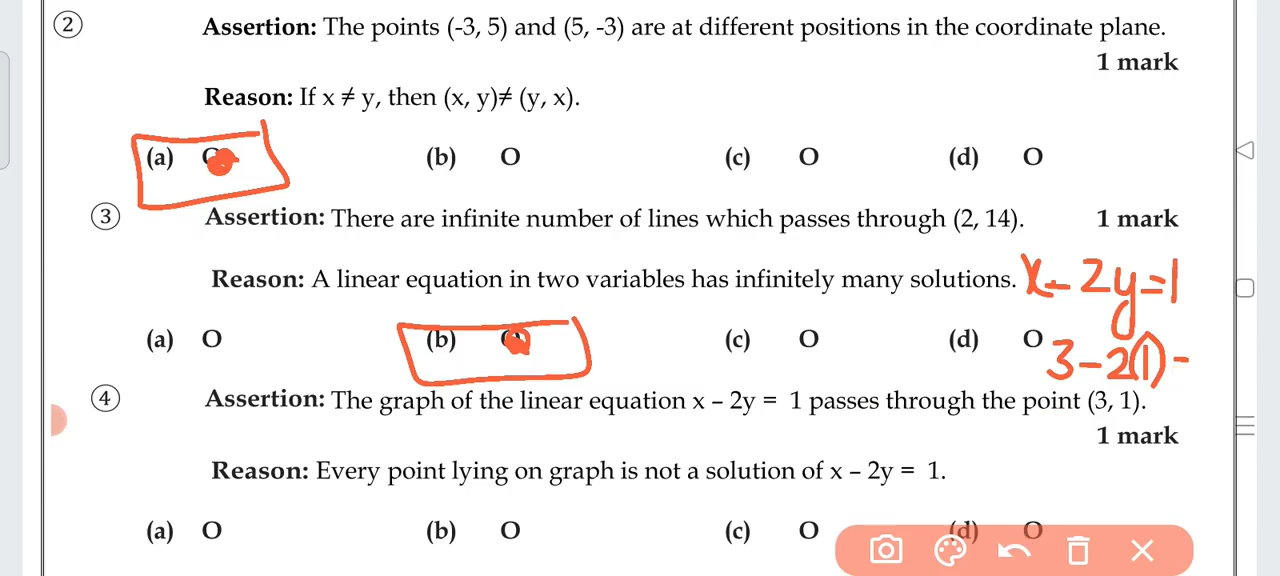 ② Assertion: The points (-3, 5) and (5, -3) are at different positions in the coordinate plane.
1 mark
Reason: If x ≠ y, then (x, y)≠ (y, x).
(a) (b) O (c) O (d) O
③ Assertion: There are infinite number of lines which passes through (2, 14). 1 mark
Reason: A linear equation in two variables has infinitely many solutions. x - 2y = 1
(a) O (b) (c) O (d) O 3 - 2(1) -
④ Assertion: The graph of the linear equation x – 2y = 1 passes through the point (3, 1).
1 mark
Reason: Every point lying on graph is not a solution of x – 2y = 1.
(a) O (b) O (c) O (d) O